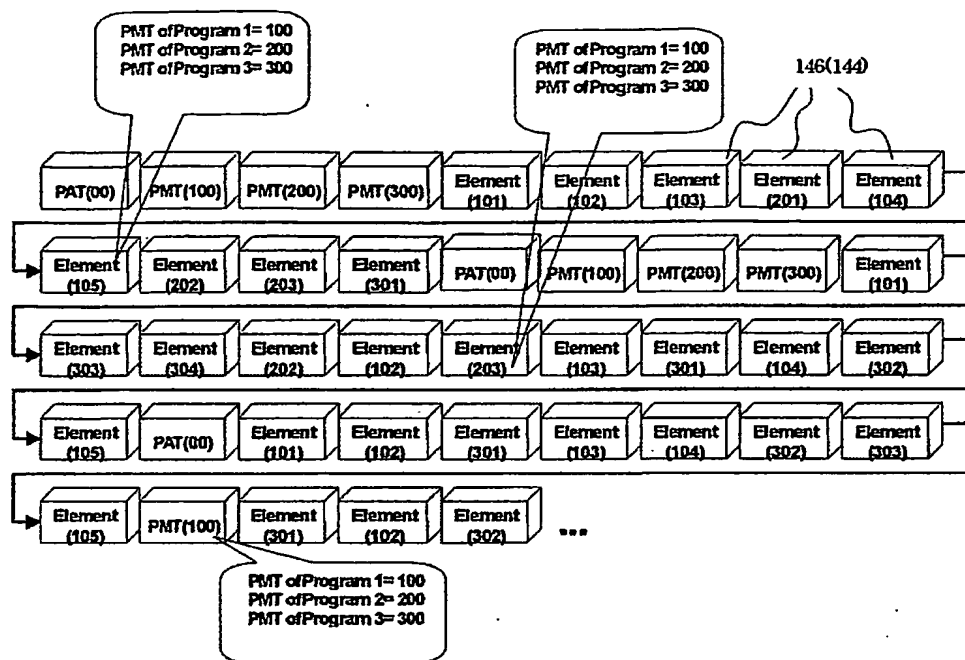 PMT of Program 1= 100
PMT of Program 2= 200
PMT of Program 3= 300
PMT of Program 1= 100
PMT of Program 2= 200
PMT of Program 3= 300
146(144)
PAT(00) PMT(100) PMT(200) PMT(300) Element (101) Element (102) Element (103) Element (201) Element (104)
Element (105) Element (202) Element (203) Element (301) PAT(00) PMT(100) PMT(200) PMT(300) Element (101)
Element (303) Element (304) Element (202) Element (102) Element (203) Element (103) Element (301) Element (104) Element (302)
Element (105) PAT(00) Element (101) Element (102) Element (301) Element (103) Element (104) Element (302) Element (303)
Element (105) PMT(100) Element (301) Element (102) Element (302) ...
PMT of Program 1= 100
PMT of Program 2= 200
PMT of Program 3= 300